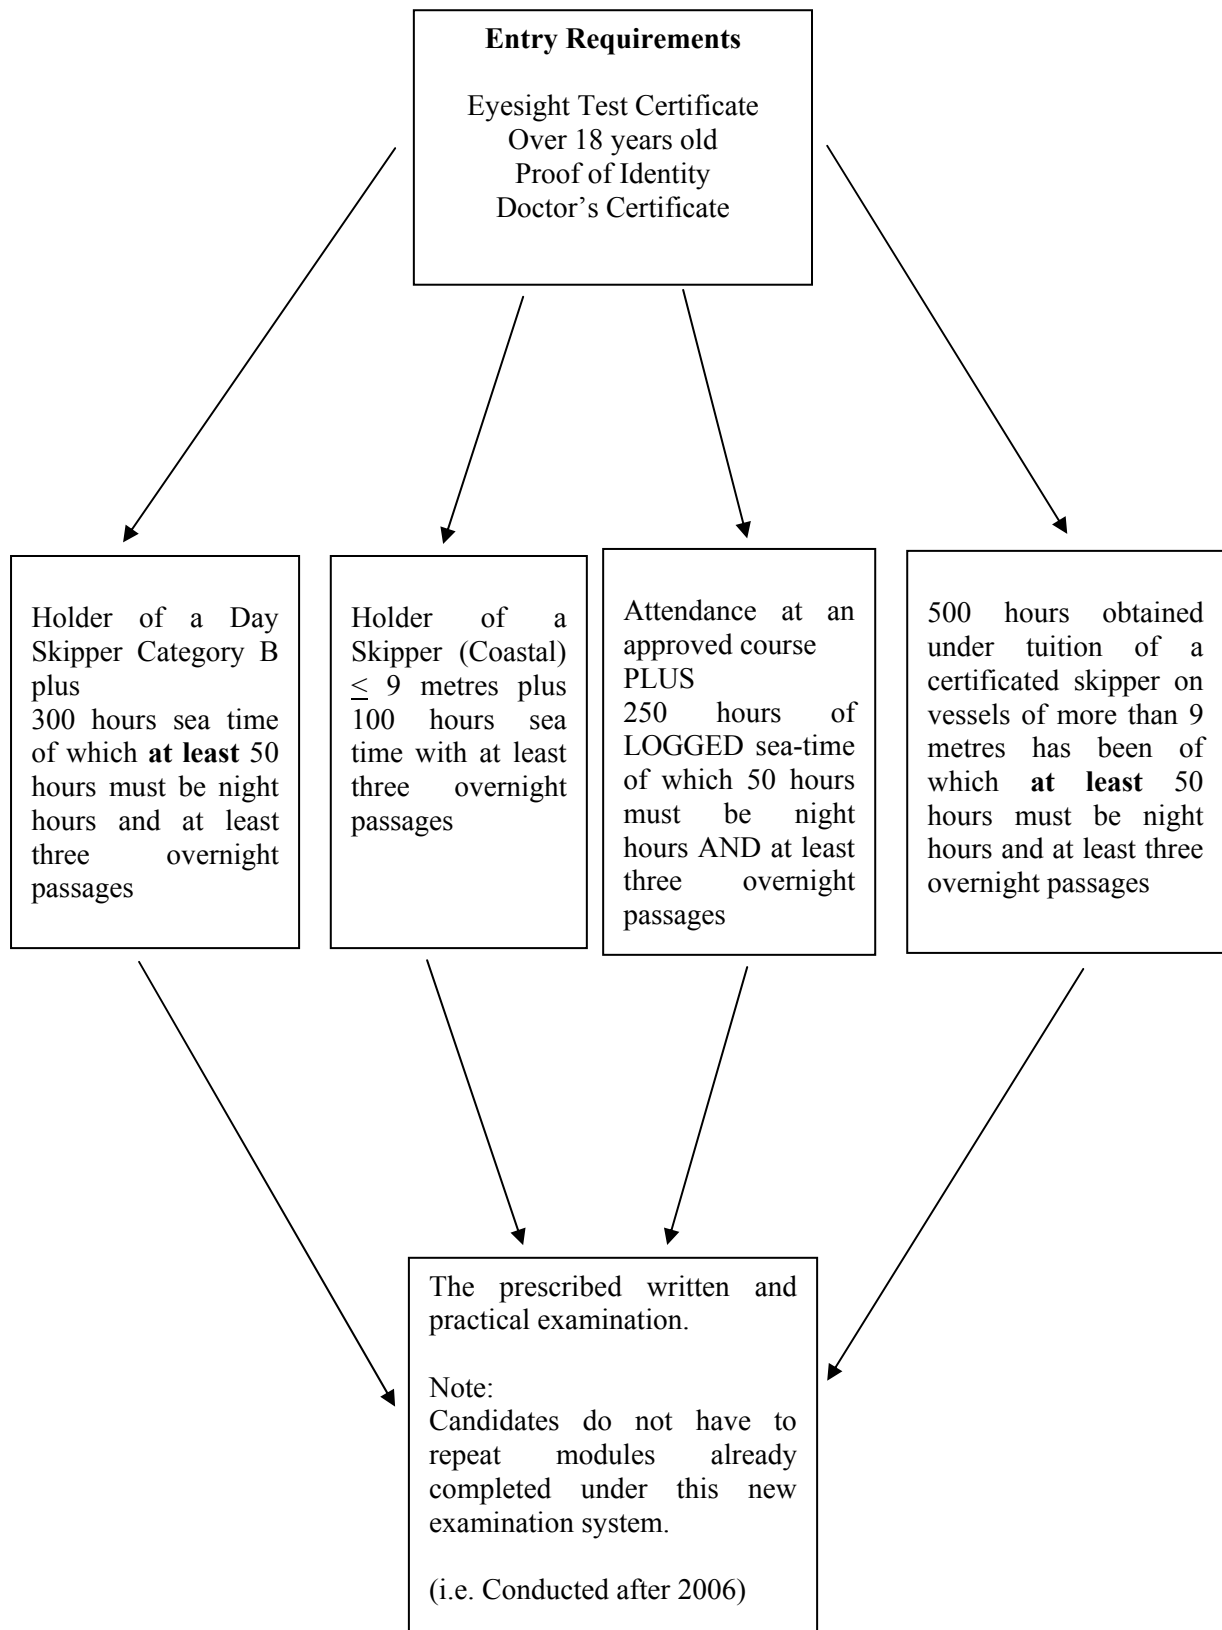 Entry Requirements
Eyesight Test Certificate
Over 18 years old
Proof of Identity
Doctor’s Certificate
Holder of a Day
Skipper Category B
plus
300 hours sea time
of which at least 50
hours must be night
hours and at least
three overnight
passages
Holder of a
Skipper (Coastal)
≤ 9 metres plus
100 hours sea
time with at least
three overnight
passages
Attendance at an
approved course
PLUS
250 hours of
LOGGED sea-time
of which 50 hours
must be night
hours AND at least
three overnight
passages
500 hours obtained
under tuition of a
certificated skipper on
vessels of more than 9
metres has been of
which at least 50
hours must be night
hours and at least three
overnight passages
The prescribed written and
practical examination.
Note:
Candidates do not have to
repeat modules already
completed under this new
examination system.
(i.e. Conducted after 2006)